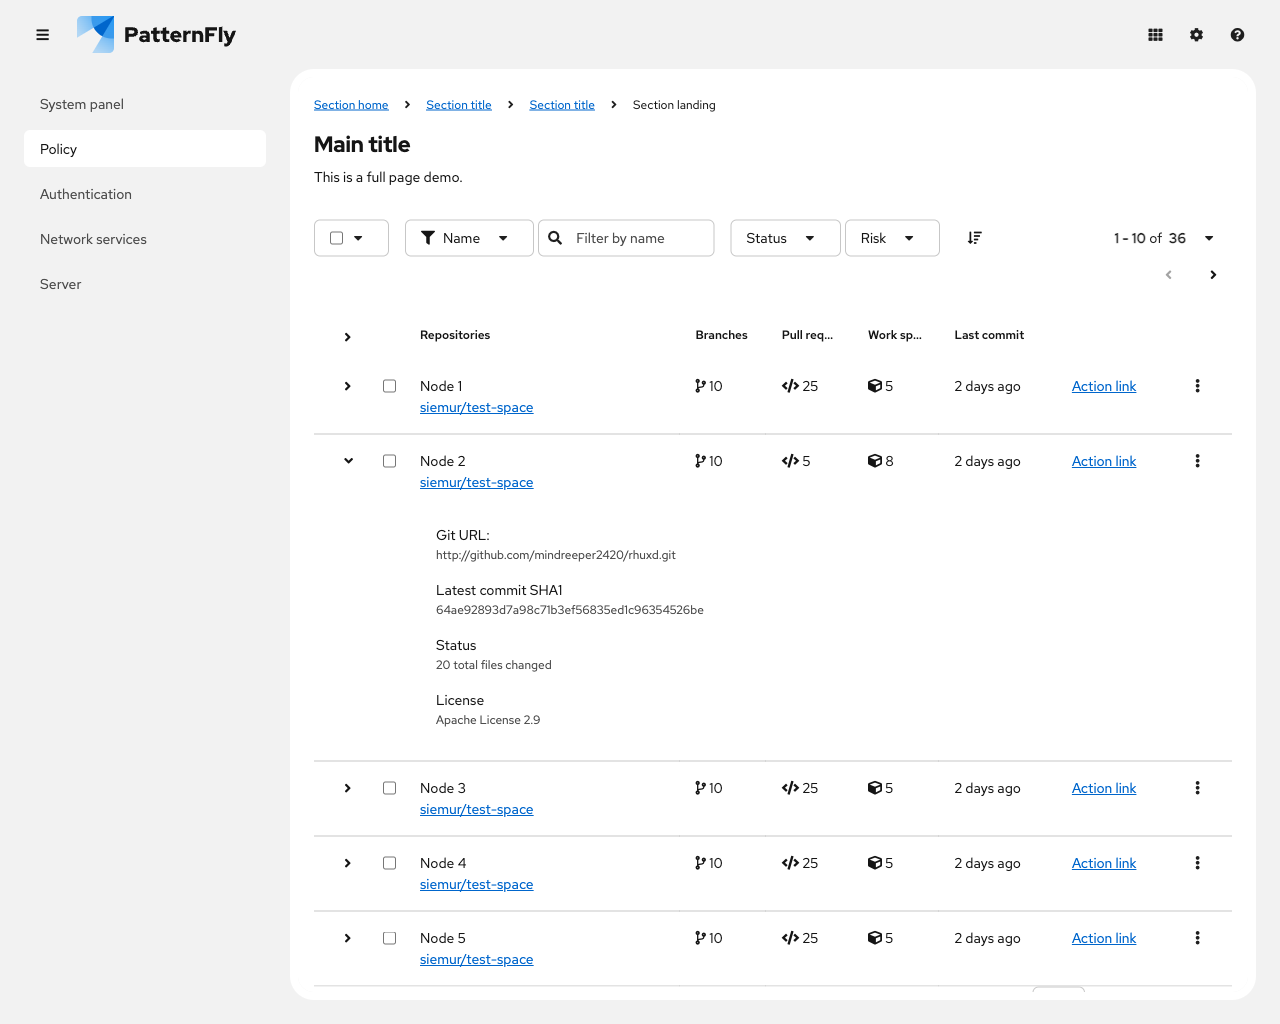 PatternFly
System panel
Policy
Authentication
Network services
Server
Section home Section title Section title Section landing
Main title
This is a full page demo.
Name Filter by name Status Risk 1 - 10 of 36
Repositories Branches Pull req... Work sp... Last commit
Node 1 10 25 5 2 days ago Action link
siemur/test-space
Node 2 10 5 8 2 days ago Action link
siemur/test-space
Git URL:
http://github.com/mindreeper2420/rhuxd.git
Latest commit SHA1
64ae92893d7a98c71b3ef56835ed1c96354526be
Status
20 total files changed
License
Apache License 2.9
Node 3 10 25 5 2 days ago Action link
siemur/test-space
Node 4 10 25 5 2 days ago Action link
siemur/test-space
Node 5 10 25 5 2 days ago Action link
siemur/test-space